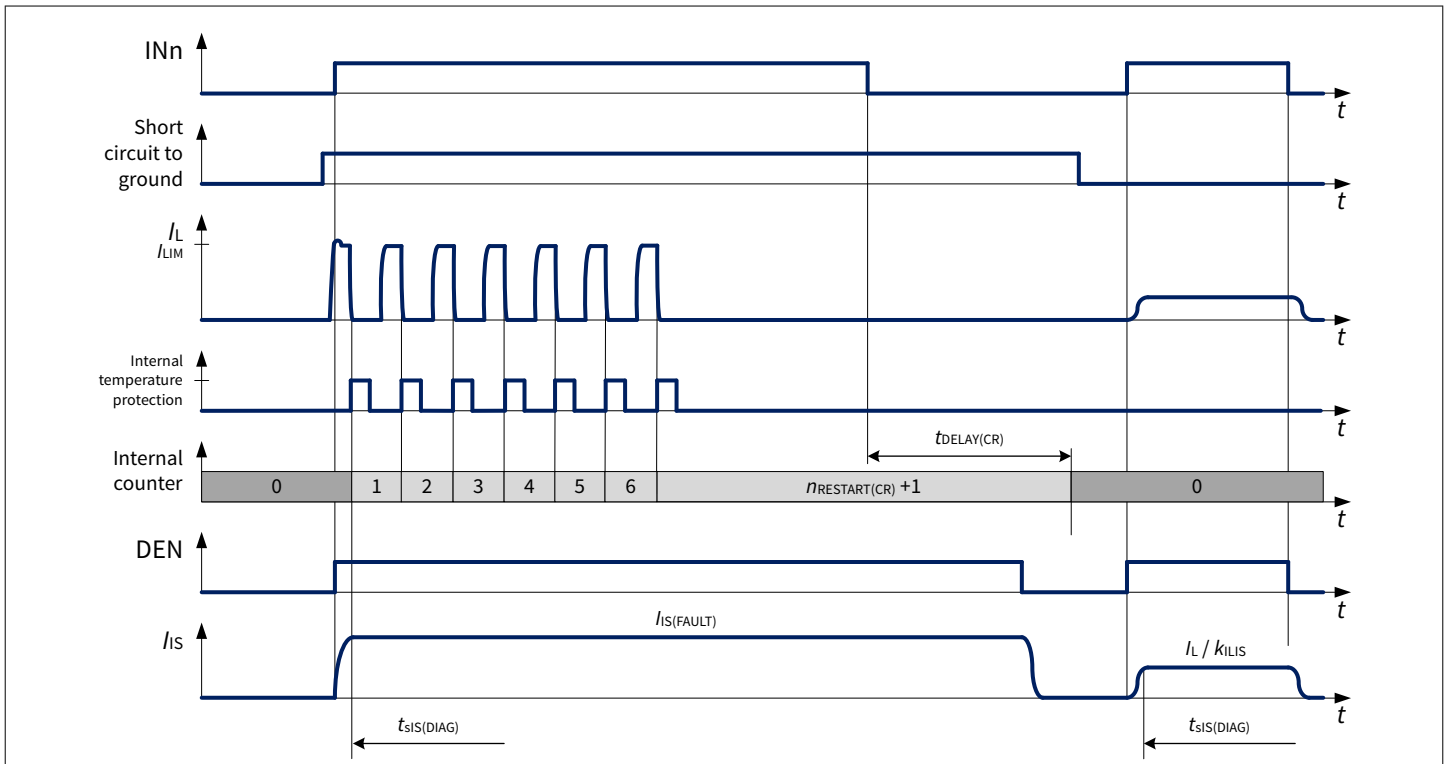 INn
t
Short
circuit to
ground
t
IL
ILIM
t
Internal
temperature
protection
t
tDELAY(CR)
Internal
counter
0 1 2 3 4 5 6 nRESTART(CR) +1 0
t
DEN
t
IIS(FAULT)
IIS
IL / kILIS
t
tsIS(DIAG) tsIS(DIAG)